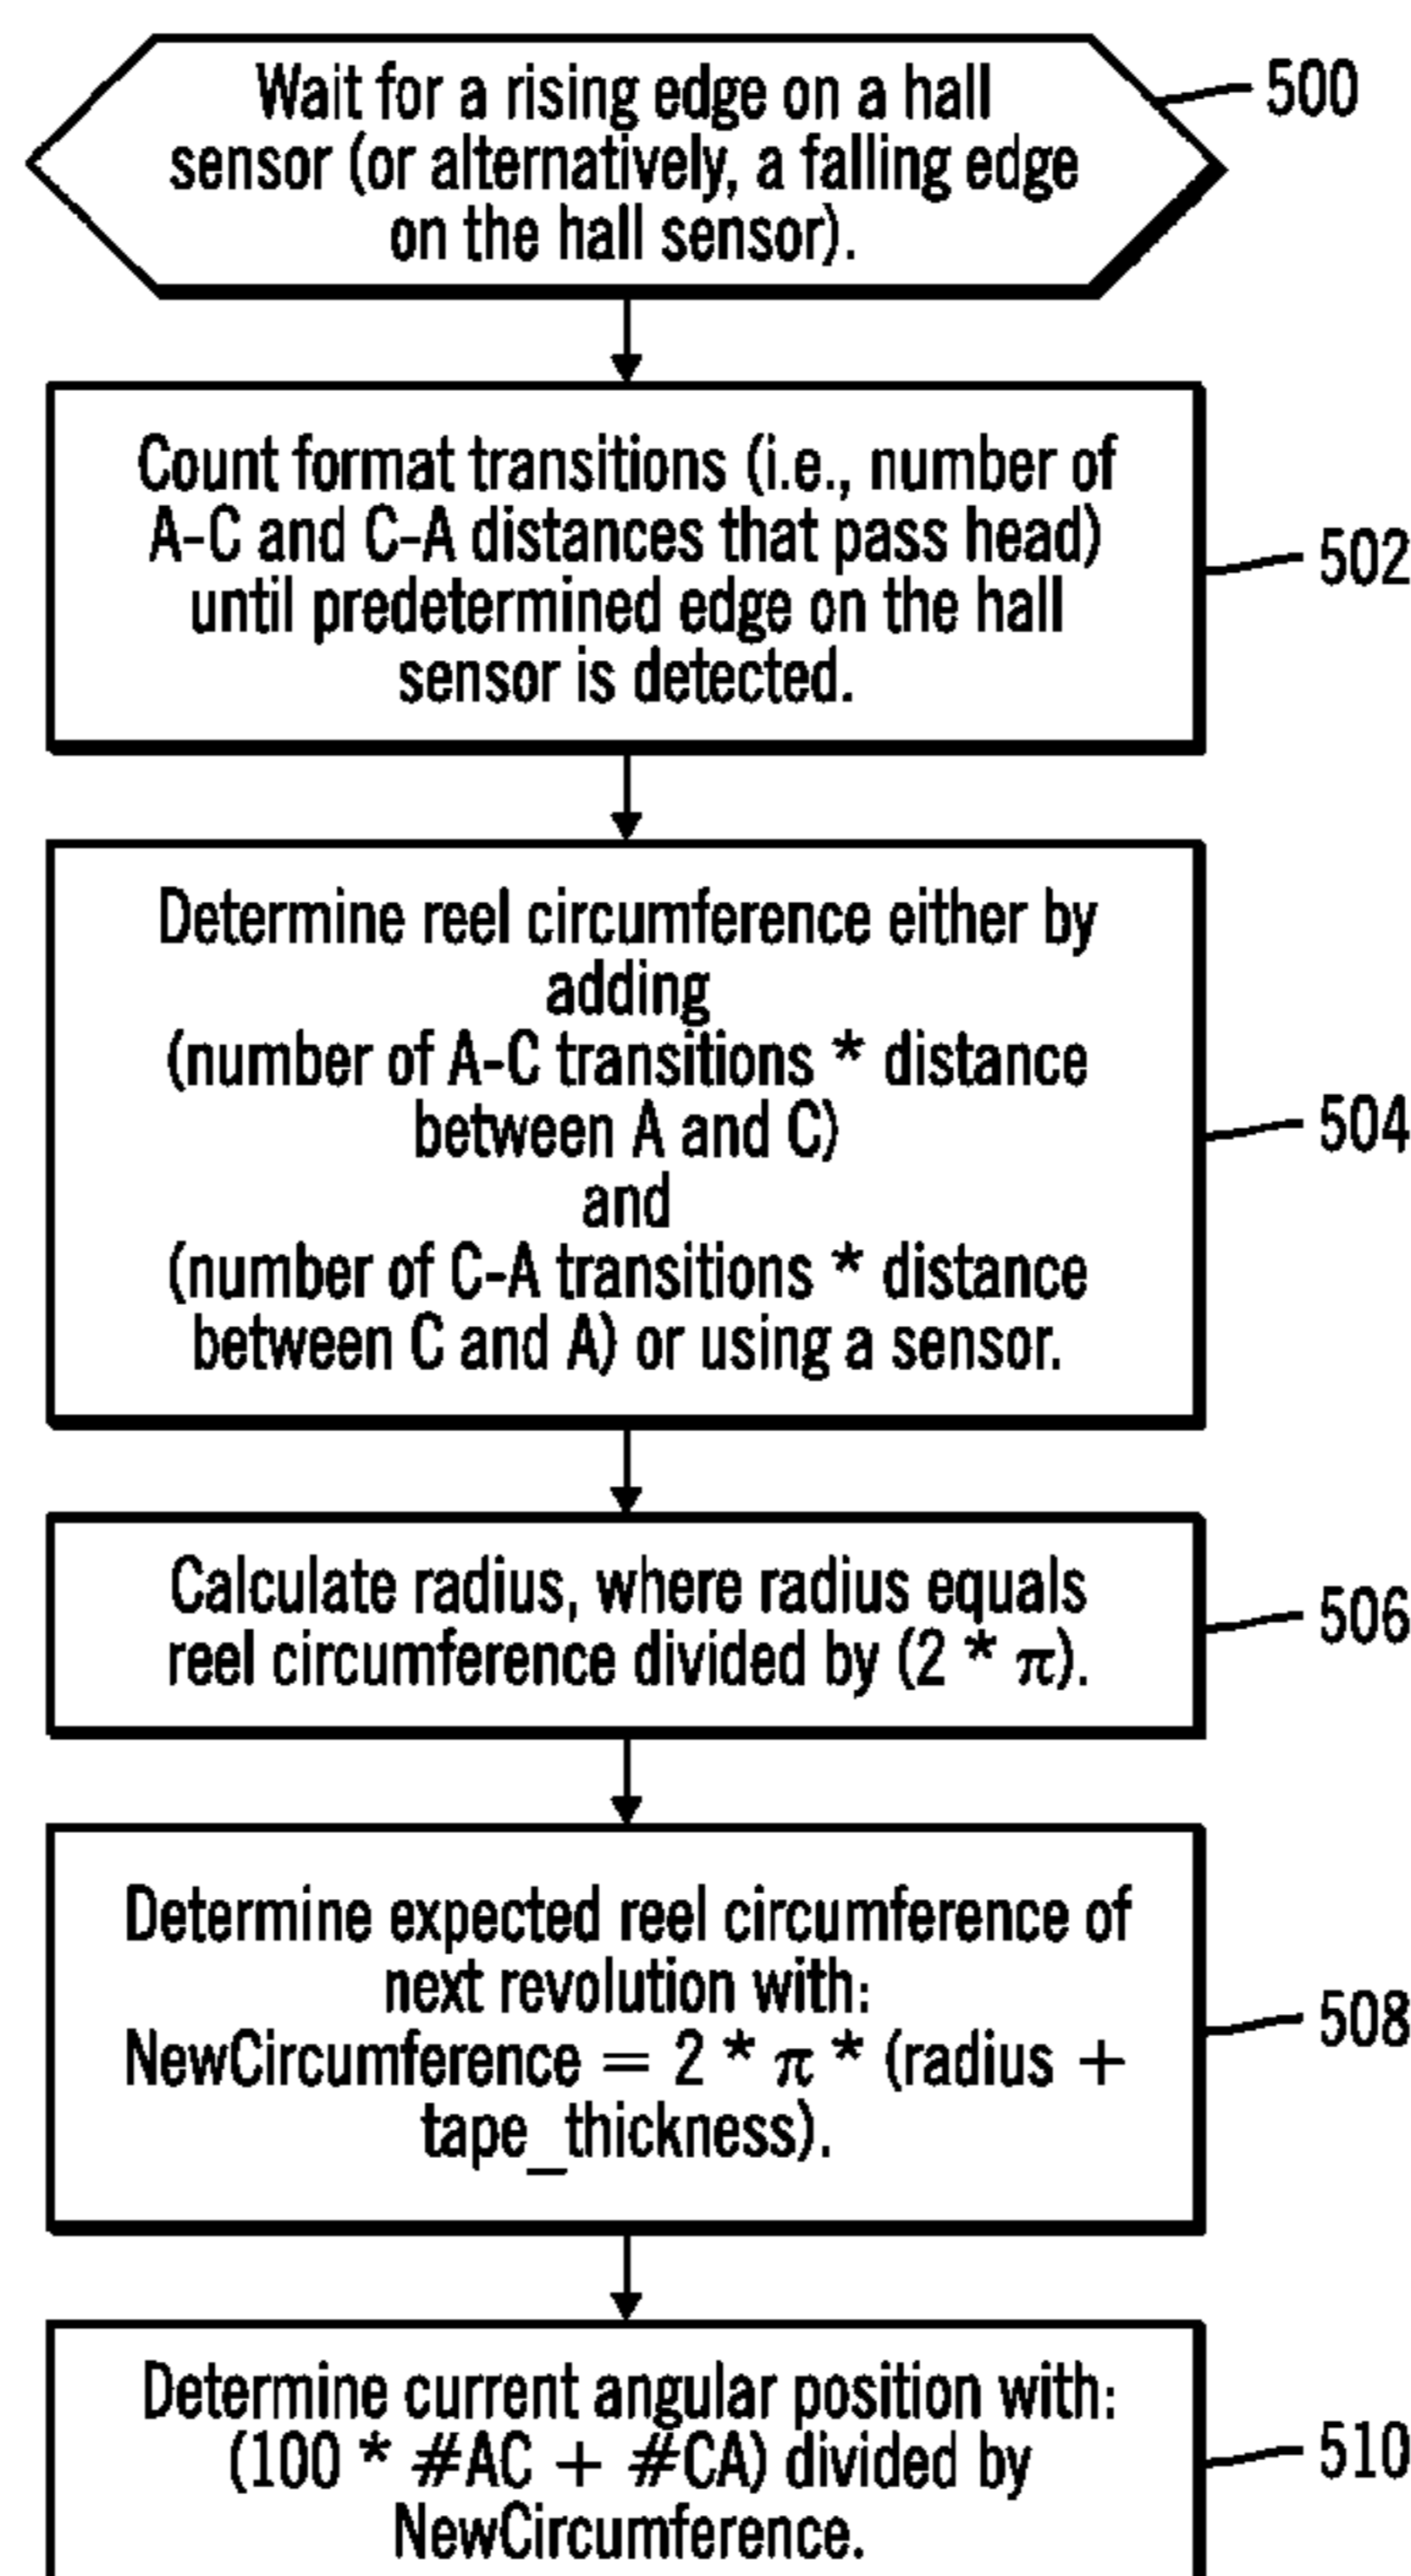 Wait for a rising edge on a hall
sensor (or alternatively, a falling edge
on the hall sensor).
500
Count format transitions (i.e., number of
A-C and C-A distances that pass head)
until predetermined edge on the hall
sensor is detected.
502
Determine reel circumference either by
adding
(number of A-C transitions * distance
between A and C)
and
(number of C-A transitions * distance
between C and A) or using a sensor.
504
Calculate radius, where radius equals
reel circumference divided by (2 * π).
506
Determine expected reel circumference of
next revolution with:
NewCircumference = 2 * π * (radius +
tape_thickness).
508
Determine current angular position with:
(100 * #AC + #CA) divided by
NewCircumference.
510